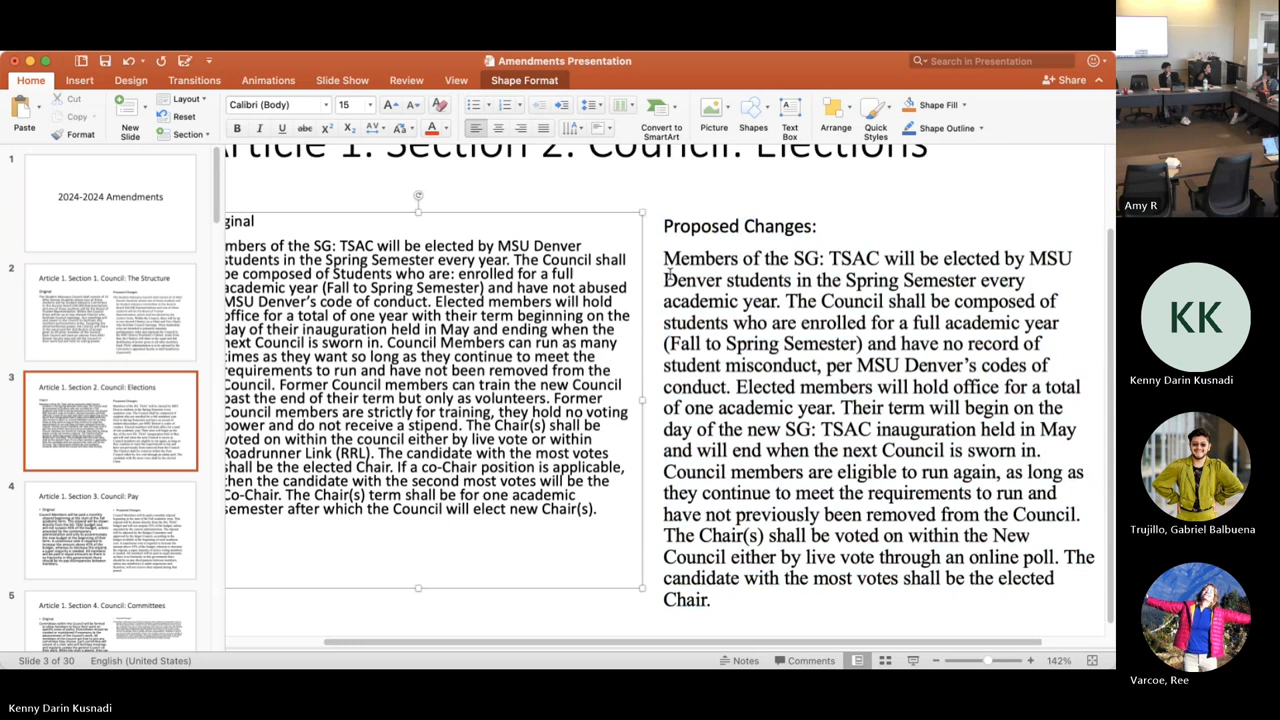 Amendments Presentation
Search in Presentation
Home
Insert
Design
Transitions
Animations
Slide Show
Review
View
Shape Format
Share
Paste
Cut
Copy
Format
New
Slide
Layout
Reset
Section
Calibri (Body)
15
Convert to
SmartArt
Picture
Shapes
Text
Box
Arrange
Quick
Styles
Shape Fill
Shape Outline
1
2024-2024 Amendments
2
Article 1. Section 1. Council: The Structure
3
Article 1. Section 2. Council: Elections
4
Article 1. Section 3. Council: Pay
5
Article 1. Section 4. Council: Committees
Article 1. Section 2. Council: Elections
ginal
mbers of the SG: TSAC will be elected by MSU Denver
students in the Spring Semester every year. The Council shall
be composed of Students who are: enrolled for a full
academic year (Fall to Spring Semester) and have not abused
MSU Denver's code of conduct. Elected members will hold
office for a total of one year with their term beginning the
day of their inauguration held in May and ending when the
next Council is sworn in. Council Members can run as many
times as they want so long as they continue to meet the
requirements to run and have not been removed from the
Council. Former Council members can train the new Council
past the end of their term but only as volunteers. Former
Council members are strictly for training, they hold no voting
power and do not receive a stipend. The Chair(s) shall be
voted on within the council either by live vote or within
Roadrunner Link (RRL). The candidate with the most votes
shall be the elected Chair. If a co-Chair position is applicable,
then the candidate with the second most votes will be the
Co-Chair. The Chair(s) term shall be for one academic
semester after which the Council will elect new Chair(s).
Proposed Changes:
Members of the SG: TSAC will be elected by MSU
Denver students in the Spring Semester every
academic year. The Council shall be composed of
students who are enrolled for a full academic year
(Fall to Spring Semester) and have no record of
student misconduct, per MSU Denver's codes of
conduct. Elected members will hold office for a total
of one academic year. Their term will begin on the
day of the new SG: TSAC inauguration held in May
and will end when the next Council is sworn in.
Council members are eligible to run again, as long as
they continue to meet the requirements to run and
have not previously been removed from the Council.
The Chair(s) shall be voted on within the New
Council either by live vote through an online poll. The
candidate with the most votes shall be the elected
Chair.
Slide 3 of 30
English (United States)
Notes
Comments
142%
Kenny Darin Kusnadi
Amy R
KK
Kenny Darin Kusnadi
Trujillo, Gabriel Balbuena
Varcoe, Ree